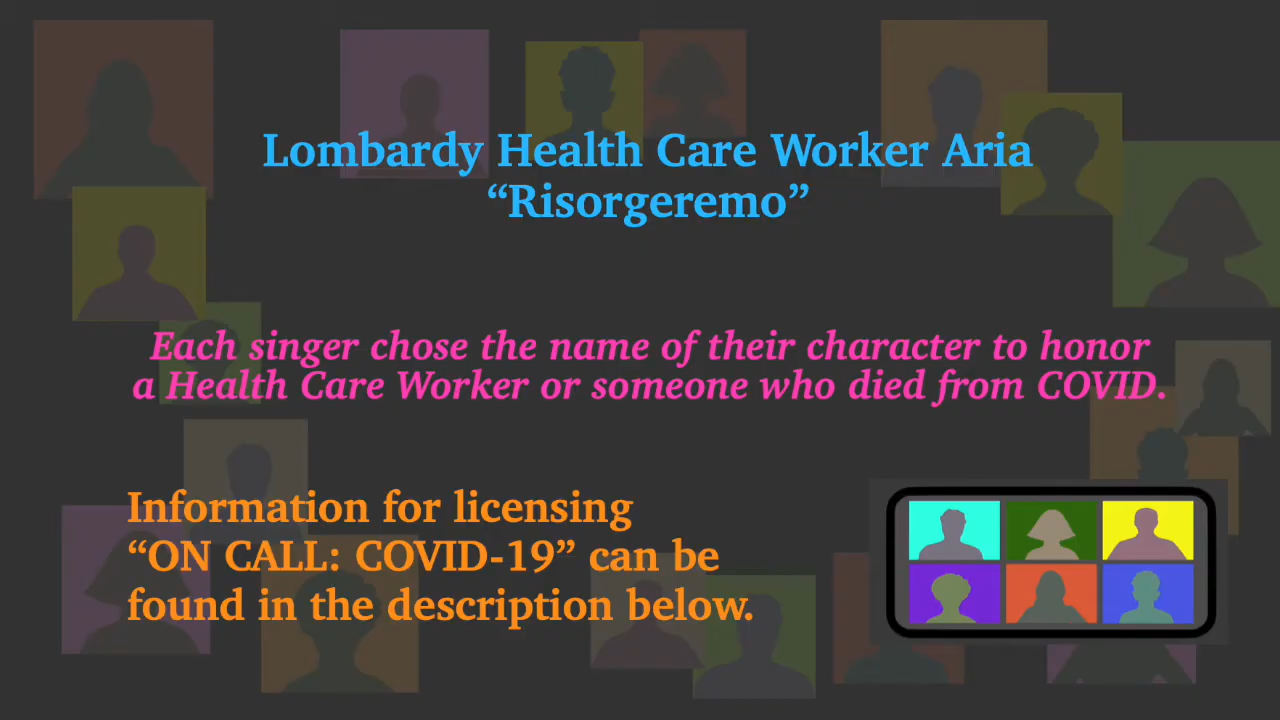 Lombardy Health Care Worker Aria
“Risorgeremo”
Each singer chose the name of their character to honor
a Health Care Worker or someone who died from COVID.
Information for licensing
“ON CALL: COVID-19” can be
found in the description below.